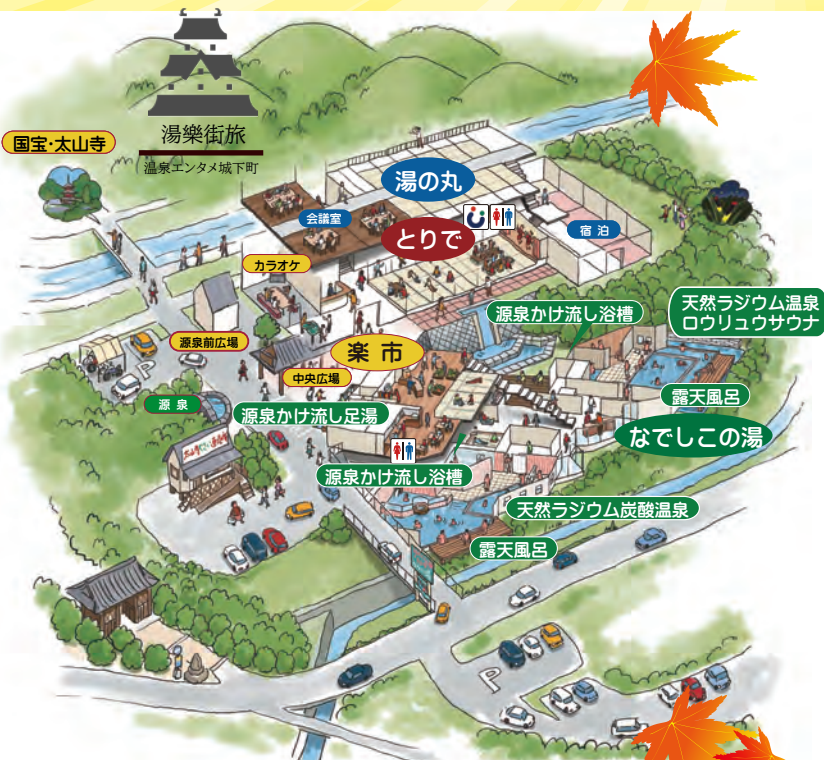 湯樂街旅
温泉エンタメ城下町
国宝・太山寺
湯の丸
会議室
とりで
宿泊
カラオケ
源泉かけ流し浴槽
天然ラジウム温泉
ロウリュウサウナ
源泉前広場
楽市
中央広場
露天風呂
源泉
源泉かけ流し足湯
なでしこの湯
源泉かけ流し浴槽
天然ラジウム炭酸温泉
露天風呂
P
P